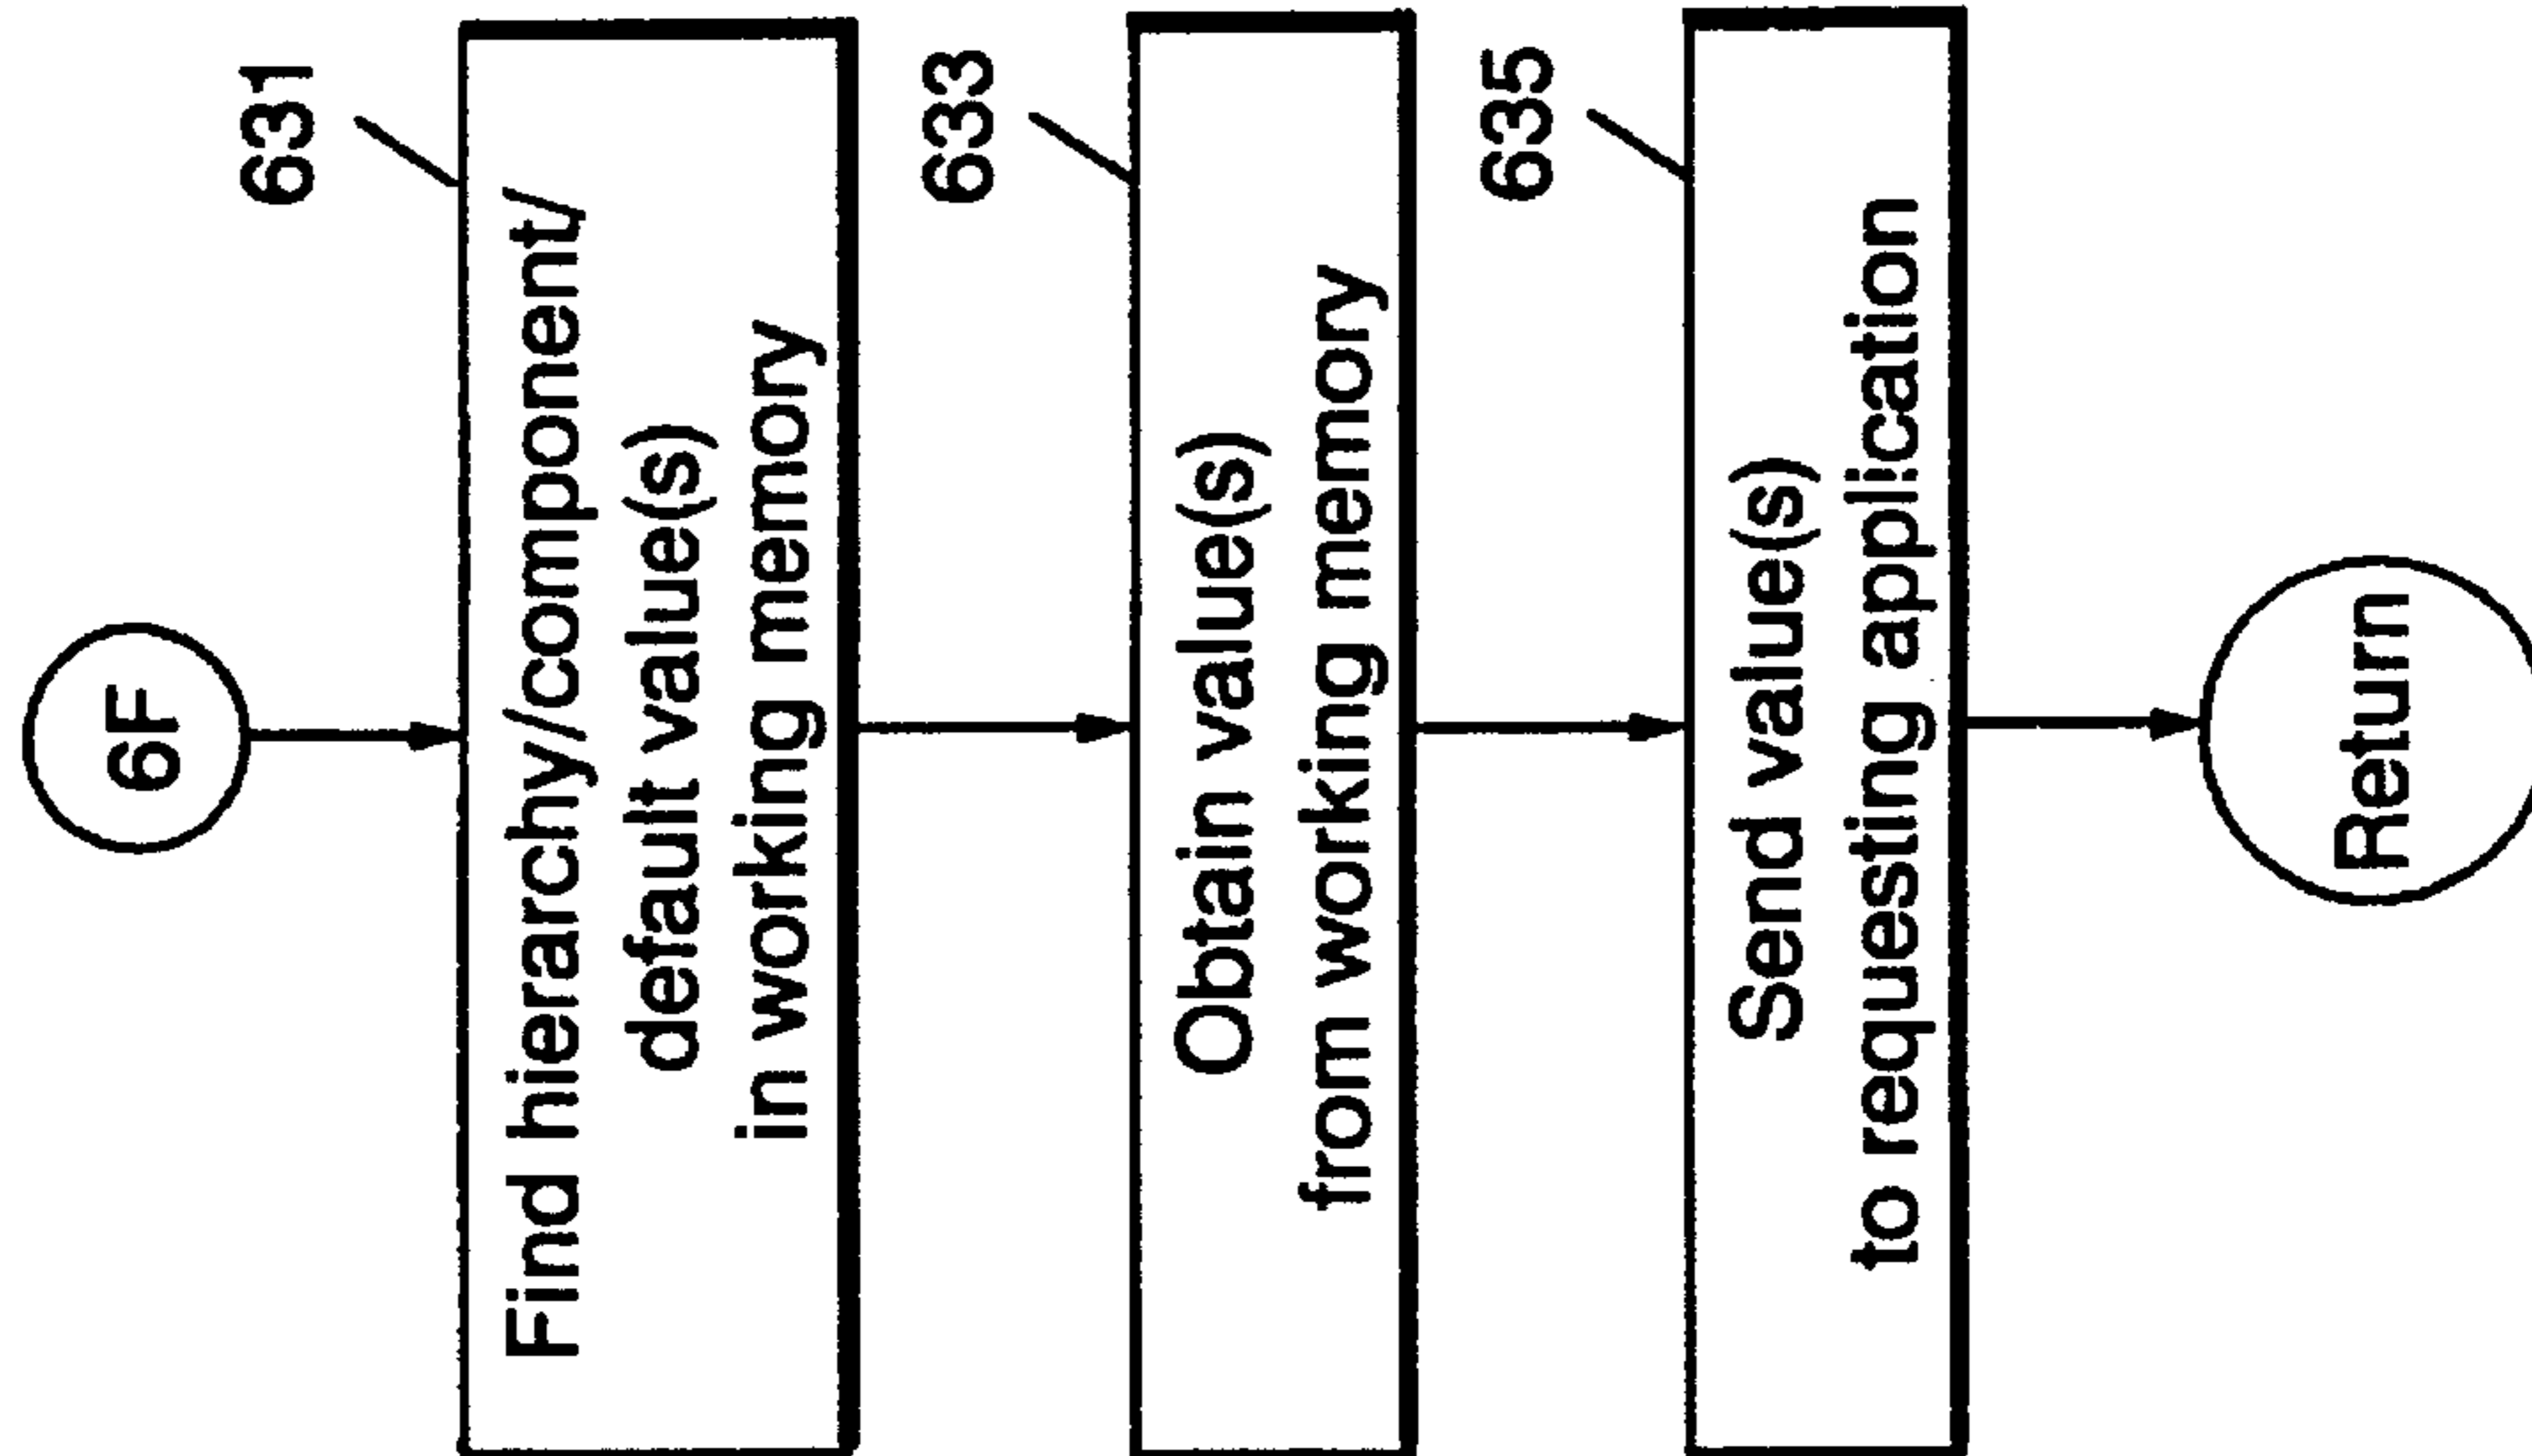 6F
631
Find hierarchy/component/
default value(s)
in working memory
633
Obtain value(s)
from working memory
635
Send value(s)
to requesting application
Return